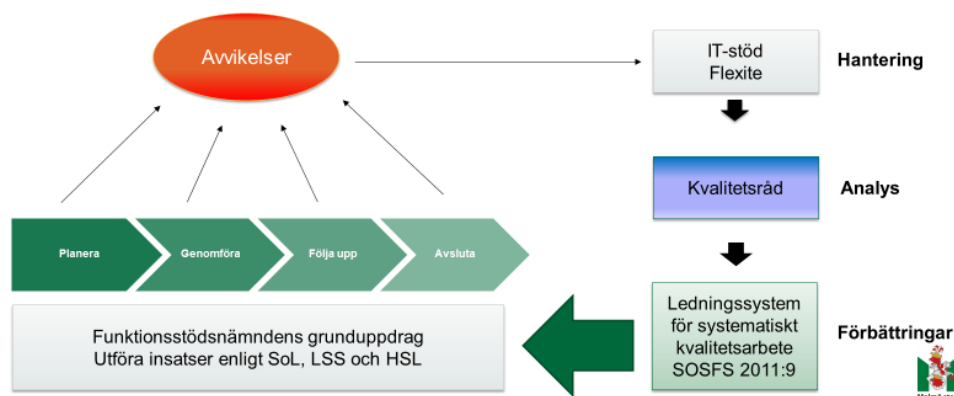 Avvikelser
IT-stöd
Flexite
Hantering
Kvalitetsråd
Analys
Planera
Genomföra
Följa upp
Avsluta
Funktionsstödsnämndens grunduppdrag
Utföra insatser enligt SoL, LSS och HSL
Ledningssystem
för systematiskt
kvalitetsarbete
SOSFS 2011:9
Förbättringar